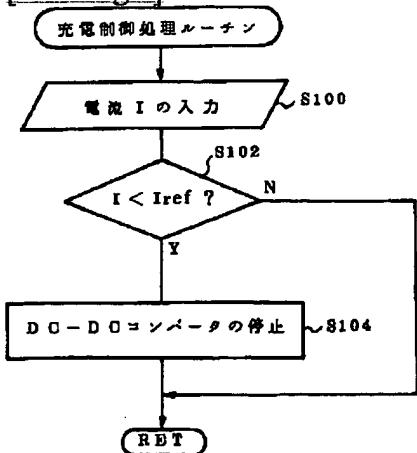 充電制御処理ルーチン
電流Iの入力
S100
S102
I < Iref ?
N
Y
DC-DCコンバータの停止
S104
RET